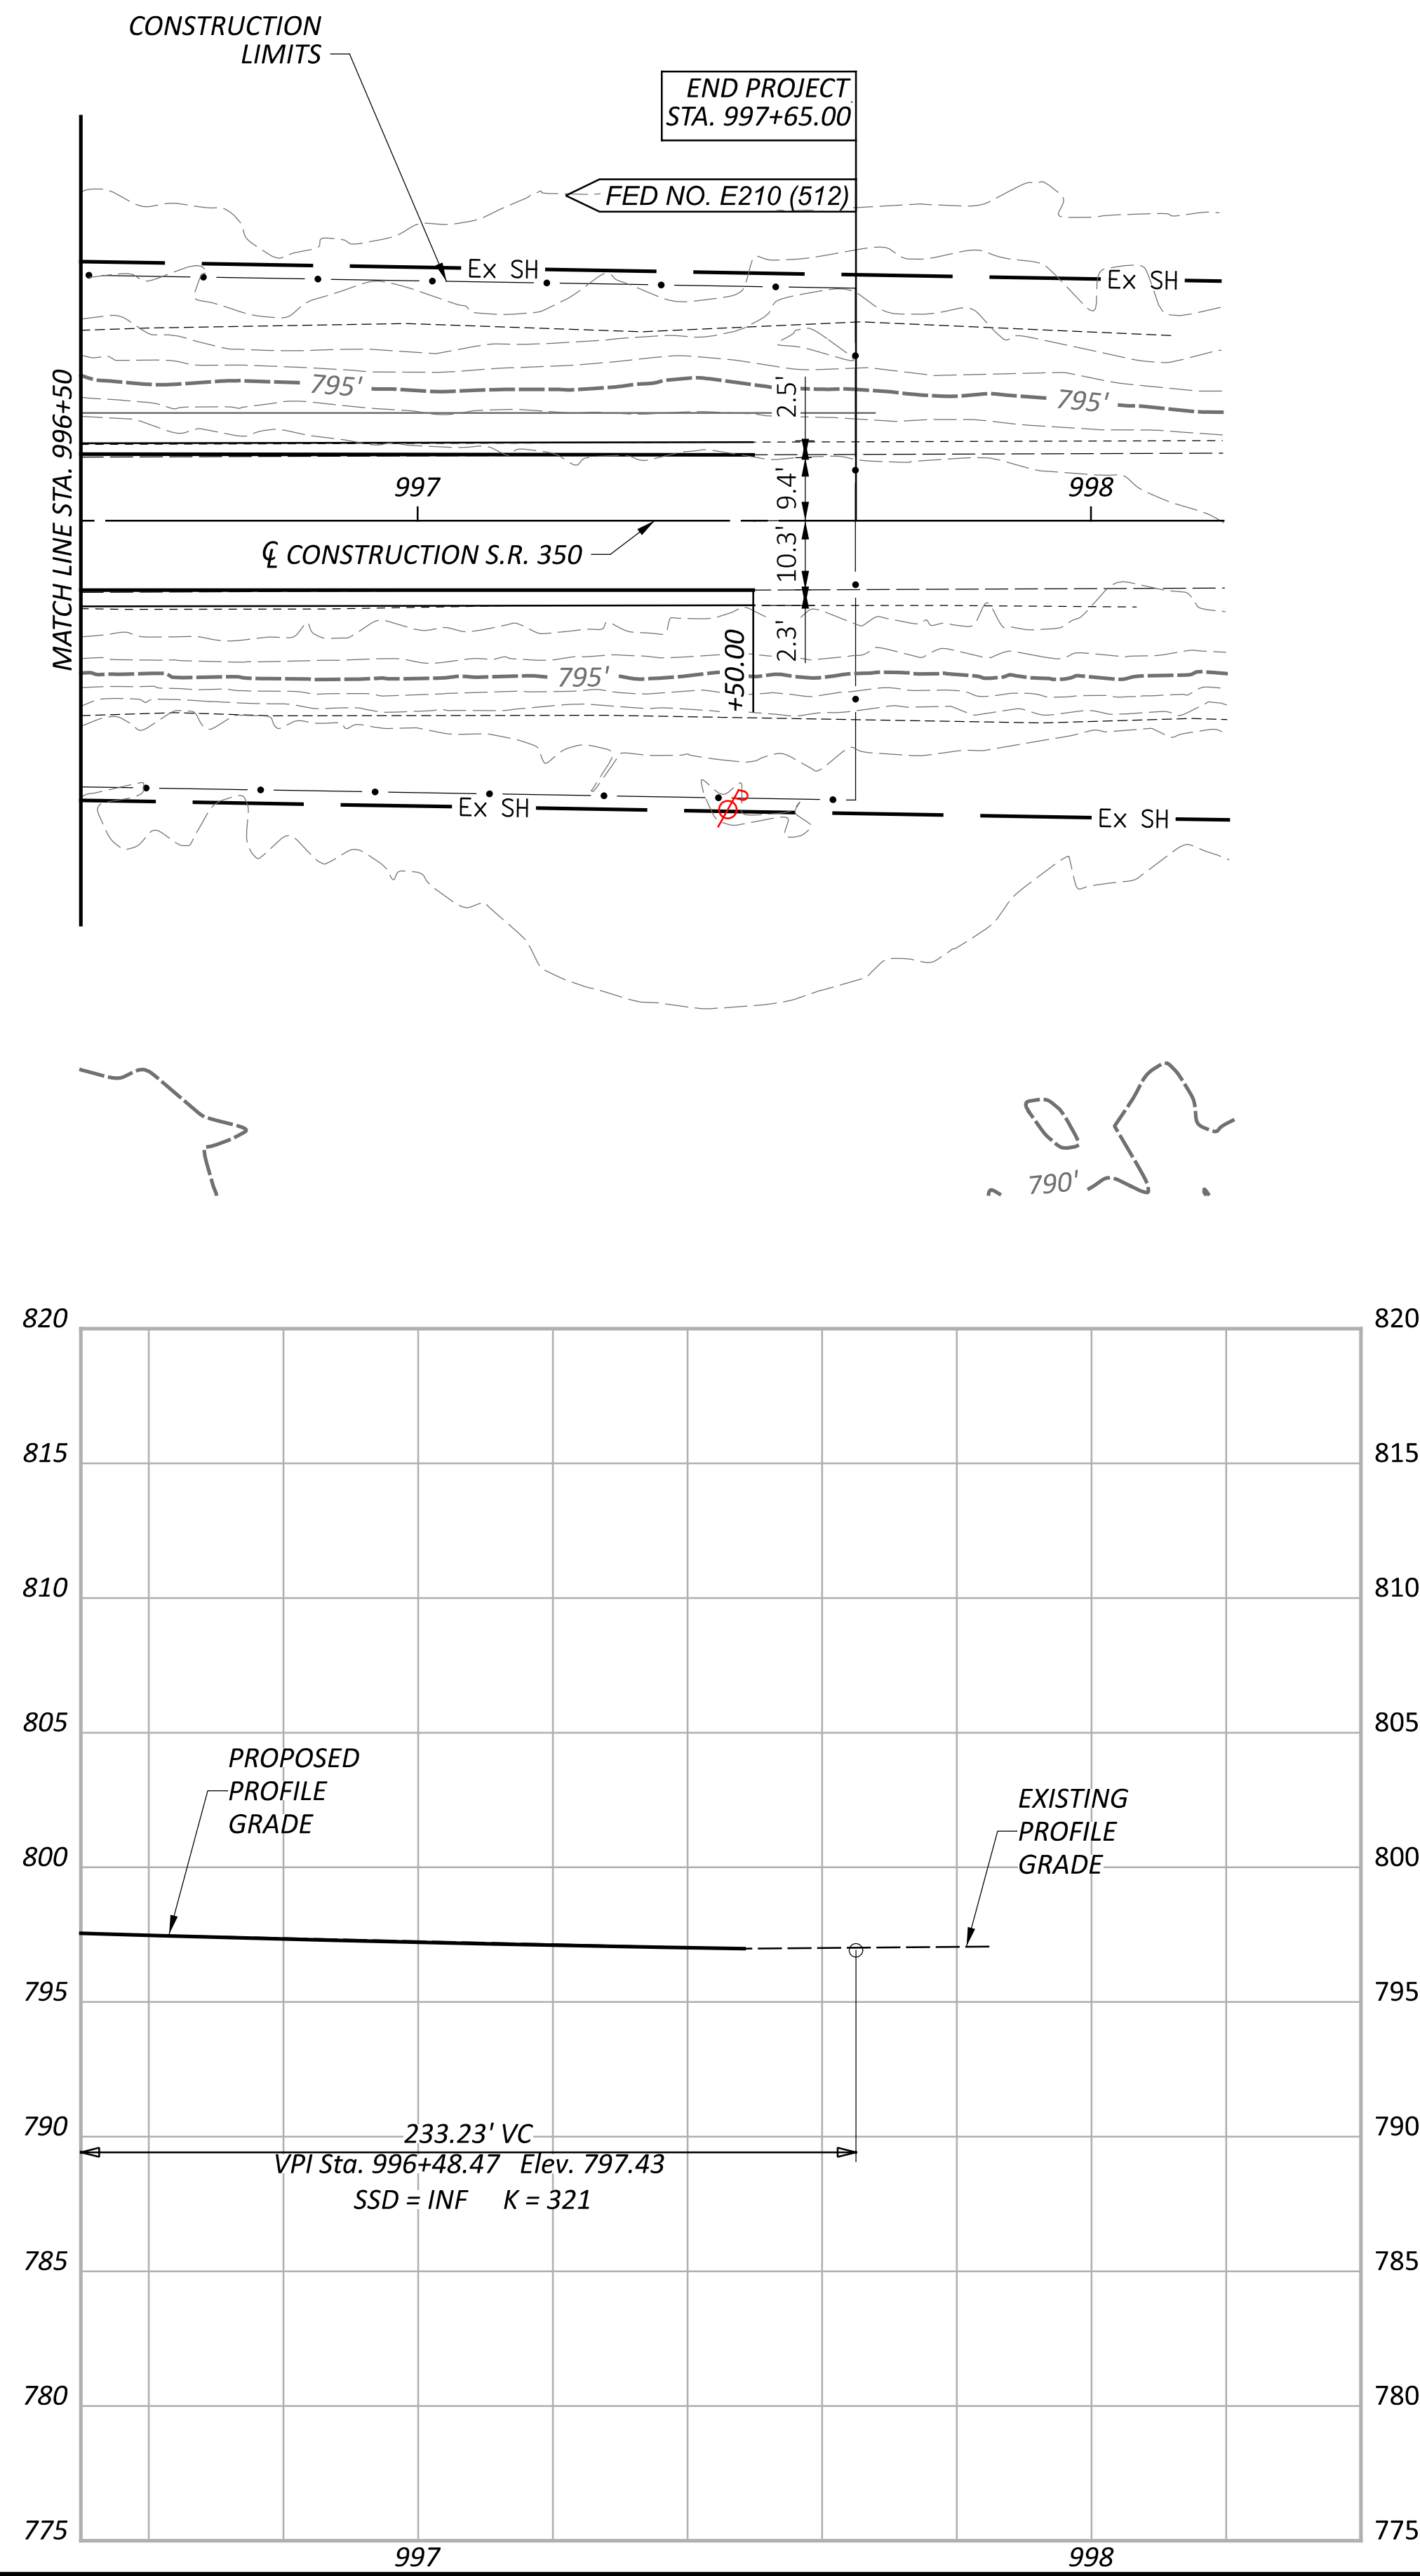 CONSTRUCTION
LIMITS
END PROJECT
STA. 997+65.00
FED NO. E210 (512)
Ex SH
Ex SH
795'
795'
2.5'
MATCH LINE STA. 996+50
997
9.4'
998
℄ CONSTRUCTION S.R. 350
10.3'
2.3'
+50.00
795'
Ex SH
Ex SH
790'
820
820
815
815
810
810
805
805
PROPOSED
PROFILE
GRADE
EXISTING
PROFILE
GRADE
800
800
795
795
790
790
233.23' VC
VPI Sta. 996+48.47 Elev. 797.43
SSD = INF K = 321
785
785
780
780
775
775
997
998